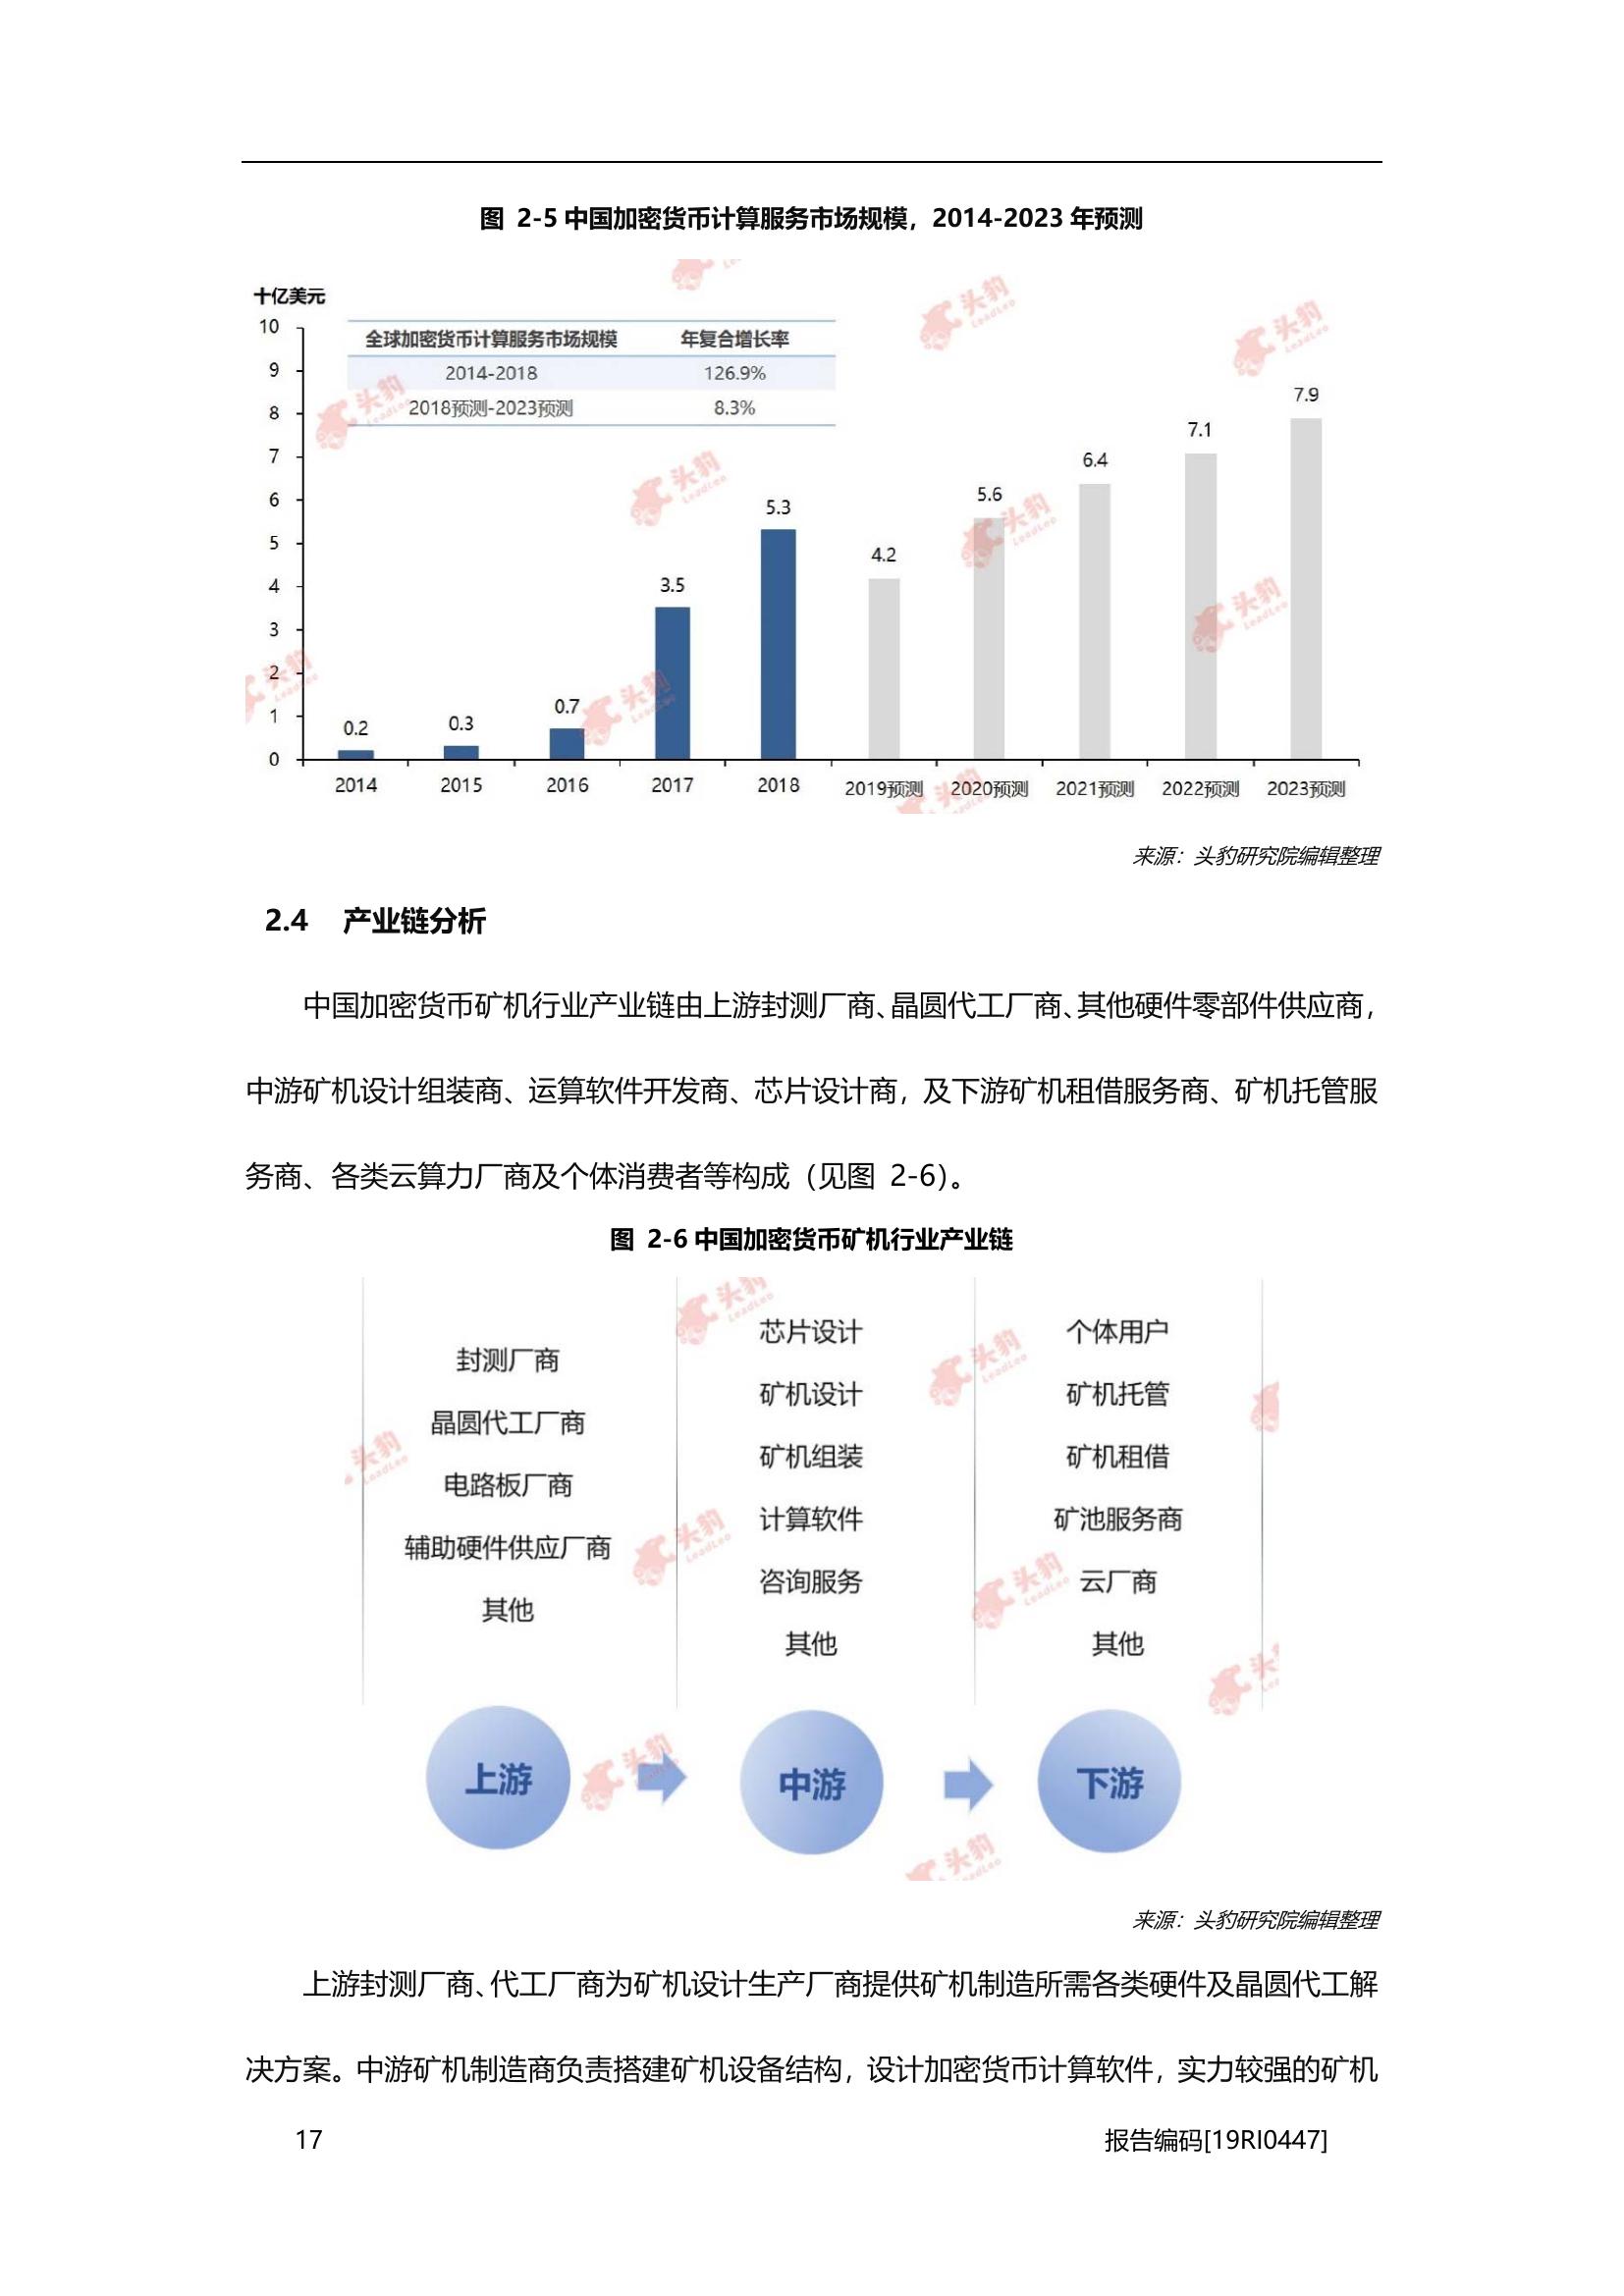 图 2-5 中国加密货币计算服务市场规模，2014-2023 年预测
十亿美元
全球加密货币计算服务市场规模 年复合增长率
2014-2018 126.9%
2018预测-2023预测 8.3%
10
9
8
7
6
5
4
3
2
1
0
0.2
0.3
0.7
3.5
5.3
4.2
5.6
6.4
7.1
7.9
2014 2015 2016 2017 2018 2019预测 2020预测 2021预测 2022预测 2023预测
头豹
LeadLeo
来源：头豹研究院编辑整理
2.4 产业链分析
中国加密货币矿机行业产业链由上游封测厂商、晶圆代工厂商、其他硬件零部件供应商，
中游矿机设计组装商、运算软件开发商、芯片设计商，及下游矿机租借服务商、矿机托管服
务商、各类云算力厂商及个体消费者等构成（见图 2-6）。
图 2-6 中国加密货币矿机行业产业链
封测厂商
晶圆代工厂商
电路板厂商
辅助硬件供应厂商
其他
芯片设计
矿机设计
矿机组装
计算软件
咨询服务
其他
个体用户
矿机托管
矿机租借
矿池服务商
云厂商
其他
上游
中游
下游
来源：头豹研究院编辑整理
上游封测厂商、代工厂商为矿机设计生产厂商提供矿机制造所需各类硬件及晶圆代工解
决方案。中游矿机制造商负责搭建矿机设备结构，设计加密货币计算软件，实力较强的矿机
17 报告编码[19RI0447]